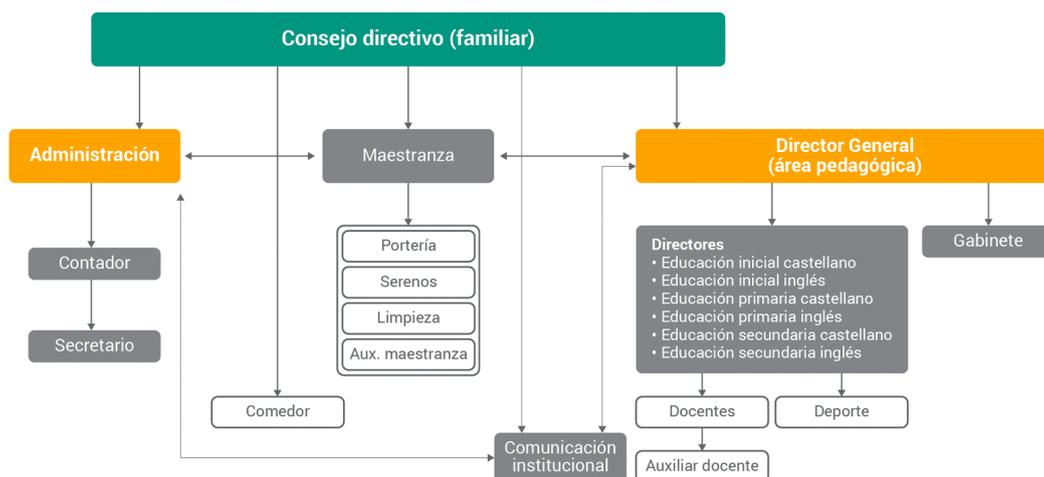 Consejo directivo (familiar)
Administración
Maestranza
Director General
(área pedagógica)
Contador
Secretario
Portería
Serenos
Limpieza
Aux. maestranza
Comedor
Comunicación
institucional
Directores
• Educación inicial castellano
• Educación inicial inglés
• Educación primaria castellano
• Educación primaria inglés
• Educación secundaria castellano
• Educación secundaria inglés
Gabinete
Docentes
Deporte
Auxiliar docente